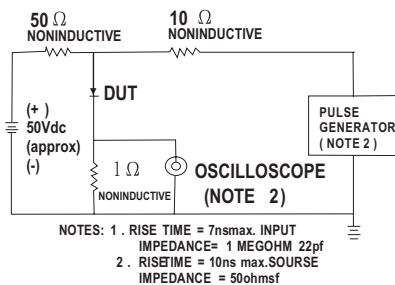 50 Ω
NONINDUCTIVE
10 Ω
NONINDUCTIVE
DUT
(+)
50Vdc
(approx)
(-)
PULSE
GENERATOR
( NOTE 2 )
1 Ω
NONINDUCTIVE
OSCILLOSCOPE
(NOTE 2)
NOTES: 1 . RISE TIME = 7nsmax. INPUT
IMPEDANCE= 1 MEGOHM 22pf
2 . RISETIME = 10ns max.SOURSE
IMPEDANCE = 50ohmsf